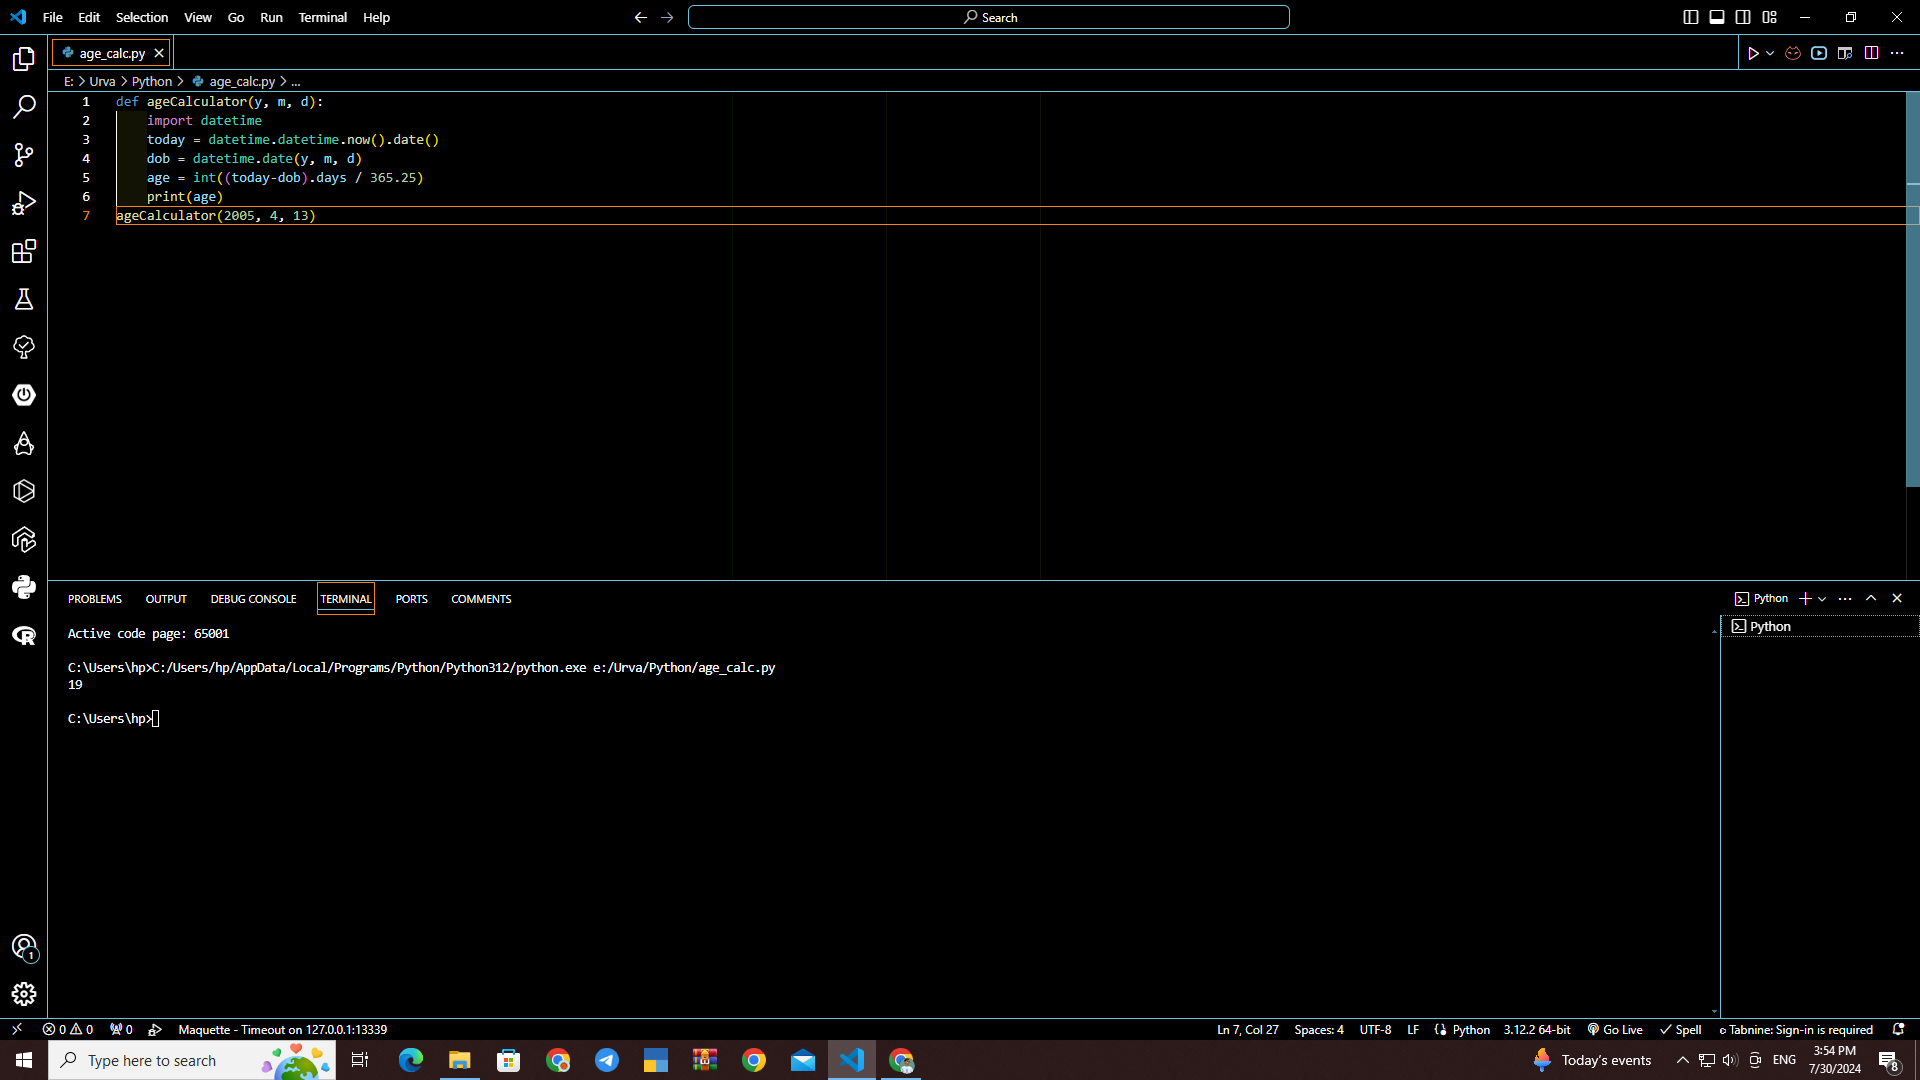 File Edit Selection View Go Run Terminal Help
Search
age_calc.py
E: > Urva > Python > age_calc.py > ...
1 def ageCalculator(y, m, d):
2 import datetime
3 today = datetime.datetime.now().date()
4 dob = datetime.date(y, m, d)
5 age = int((today-dob).days / 365.25)
6 print(age)
7 ageCalculator(2005, 4, 13)
PROBLEMS OUTPUT DEBUG CONSOLE TERMINAL PORTS COMMENTS
Python
Python
Active code page: 65001
C:\Users\hp>C:/Users/hp/AppData/Local/Programs/Python/Python312/python.exe e:/Urva/Python/age_calc.py
19
C:\Users\hp>
1
0 0 0 Maquette - Timeout on 127.0.0.1:13339 Ln 7, Col 27 Spaces: 4 UTF-8 LF Python 3.12.2 64-bit Go Live Spell Tabnine: Sign-in is required
Type here to search
Today's events
ENG
3:54 PM
7/30/2024
8